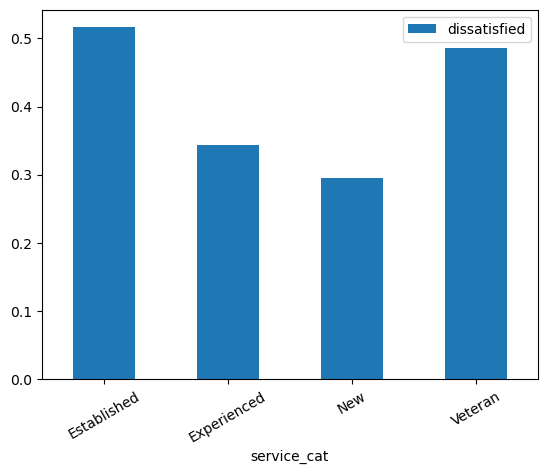 dissatisfied
0.5
0.4
0.3
0.2
0.1
0.0
Established
Experienced
New
Veteran
service_cat